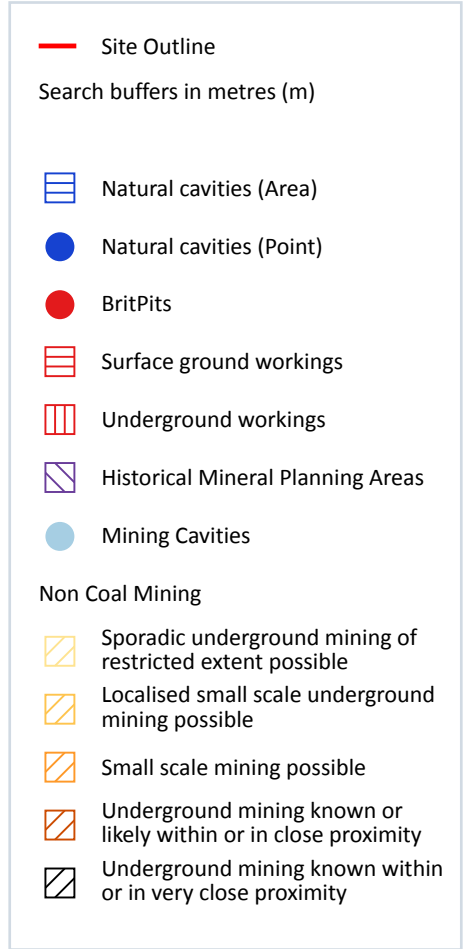 Site Outline
Search buffers in metres (m)
Natural cavities (Area)
Natural cavities (Point)
BritPits
Surface ground workings
Underground workings
Historical Mineral Planning Areas
Mining Cavities
Non Coal Mining
Sporadic underground mining of
restricted extent possible
Localised small scale underground
mining possible
Small scale mining possible
Underground mining known or
likely within or in close proximity
Underground mining known within
or in very close proximity